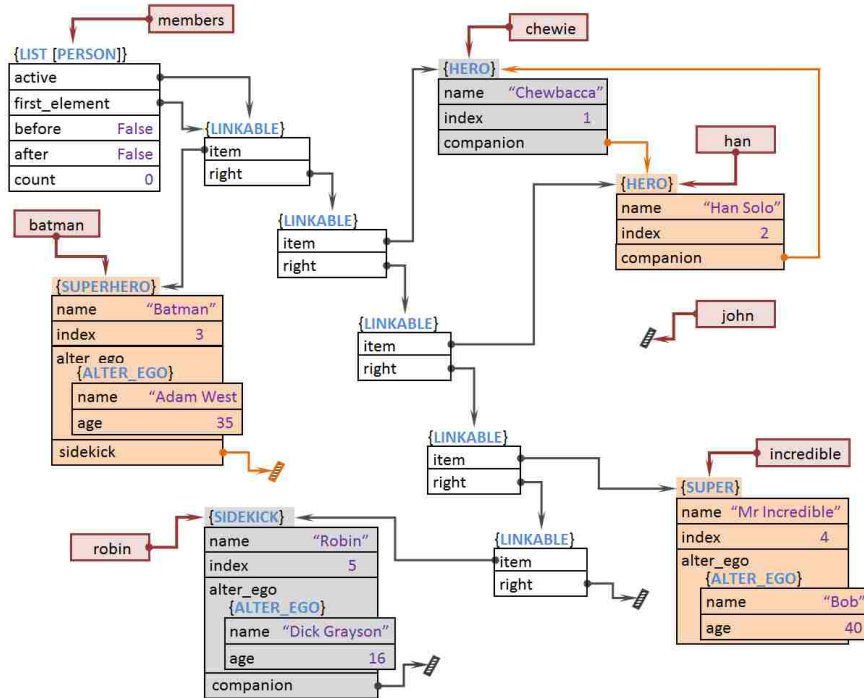 members
{LIST [PERSON]}
active
first_element
before False
after False
count 0
{LINKABLE}
item
right
{LINKABLE}
item
right
{LINKABLE}
item
right
{LINKABLE}
item
right
{LINKABLE}
item
right
chewie
{HERO}
name “Chewbacca”
index 1
companion
han
{HERO}
name “Han Solo”
index 2
companion
john
batman
{SUPERHERO}
name “Batman”
index 3
alter_ego
{ALTER_EGO}
name “Adam West
age 35
sidekick
incredible
{SUPER}
name “Mr Incredible”
index 4
alter_ego
{ALTER_EGO}
name “Bob”
age 40
robin
{SIDEKICK}
name “Robin”
index 5
alter_ego
{ALTER_EGO}
name “Dick Grayson”
age 16
companion